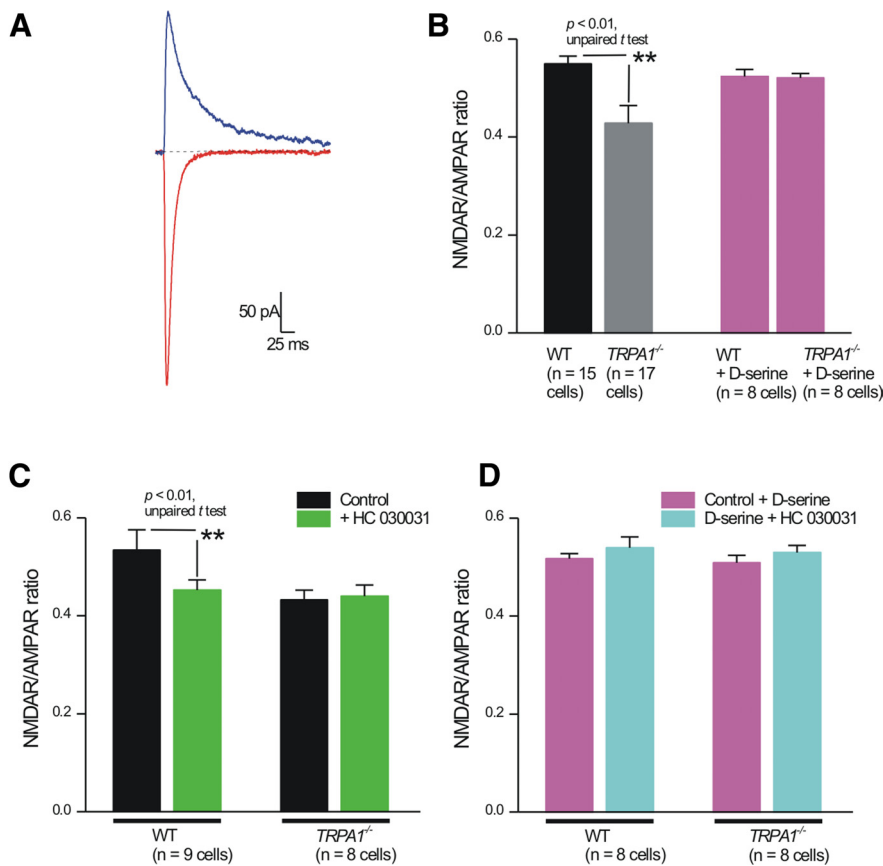 A
50 pA
25 ms
B
p < 0.01,
unpaired t test
**
NMDAR/AMPAR ratio
0.6
0.4
0.2
0.0
WT
(n = 15
cells)
TRPA1-/-
(n = 17
cells)
WT
+ D-serine
(n = 8 cells)
TRPA1-/-
+ D-serine
(n = 8 cells)
C
p < 0.01,
unpaired t test
**
Control
+ HC 030031
NMDAR/AMPAR ratio
0.6
0.4
0.2
0.0
WT
(n = 9 cells)
TRPA1-/-
(n = 8 cells)
D
Control + D-serine
D-serine + HC 030031
NMDAR/AMPAR ratio
0.6
0.4
0.2
0.0
WT
(n = 8 cells)
TRPA1-/-
(n = 8 cells)